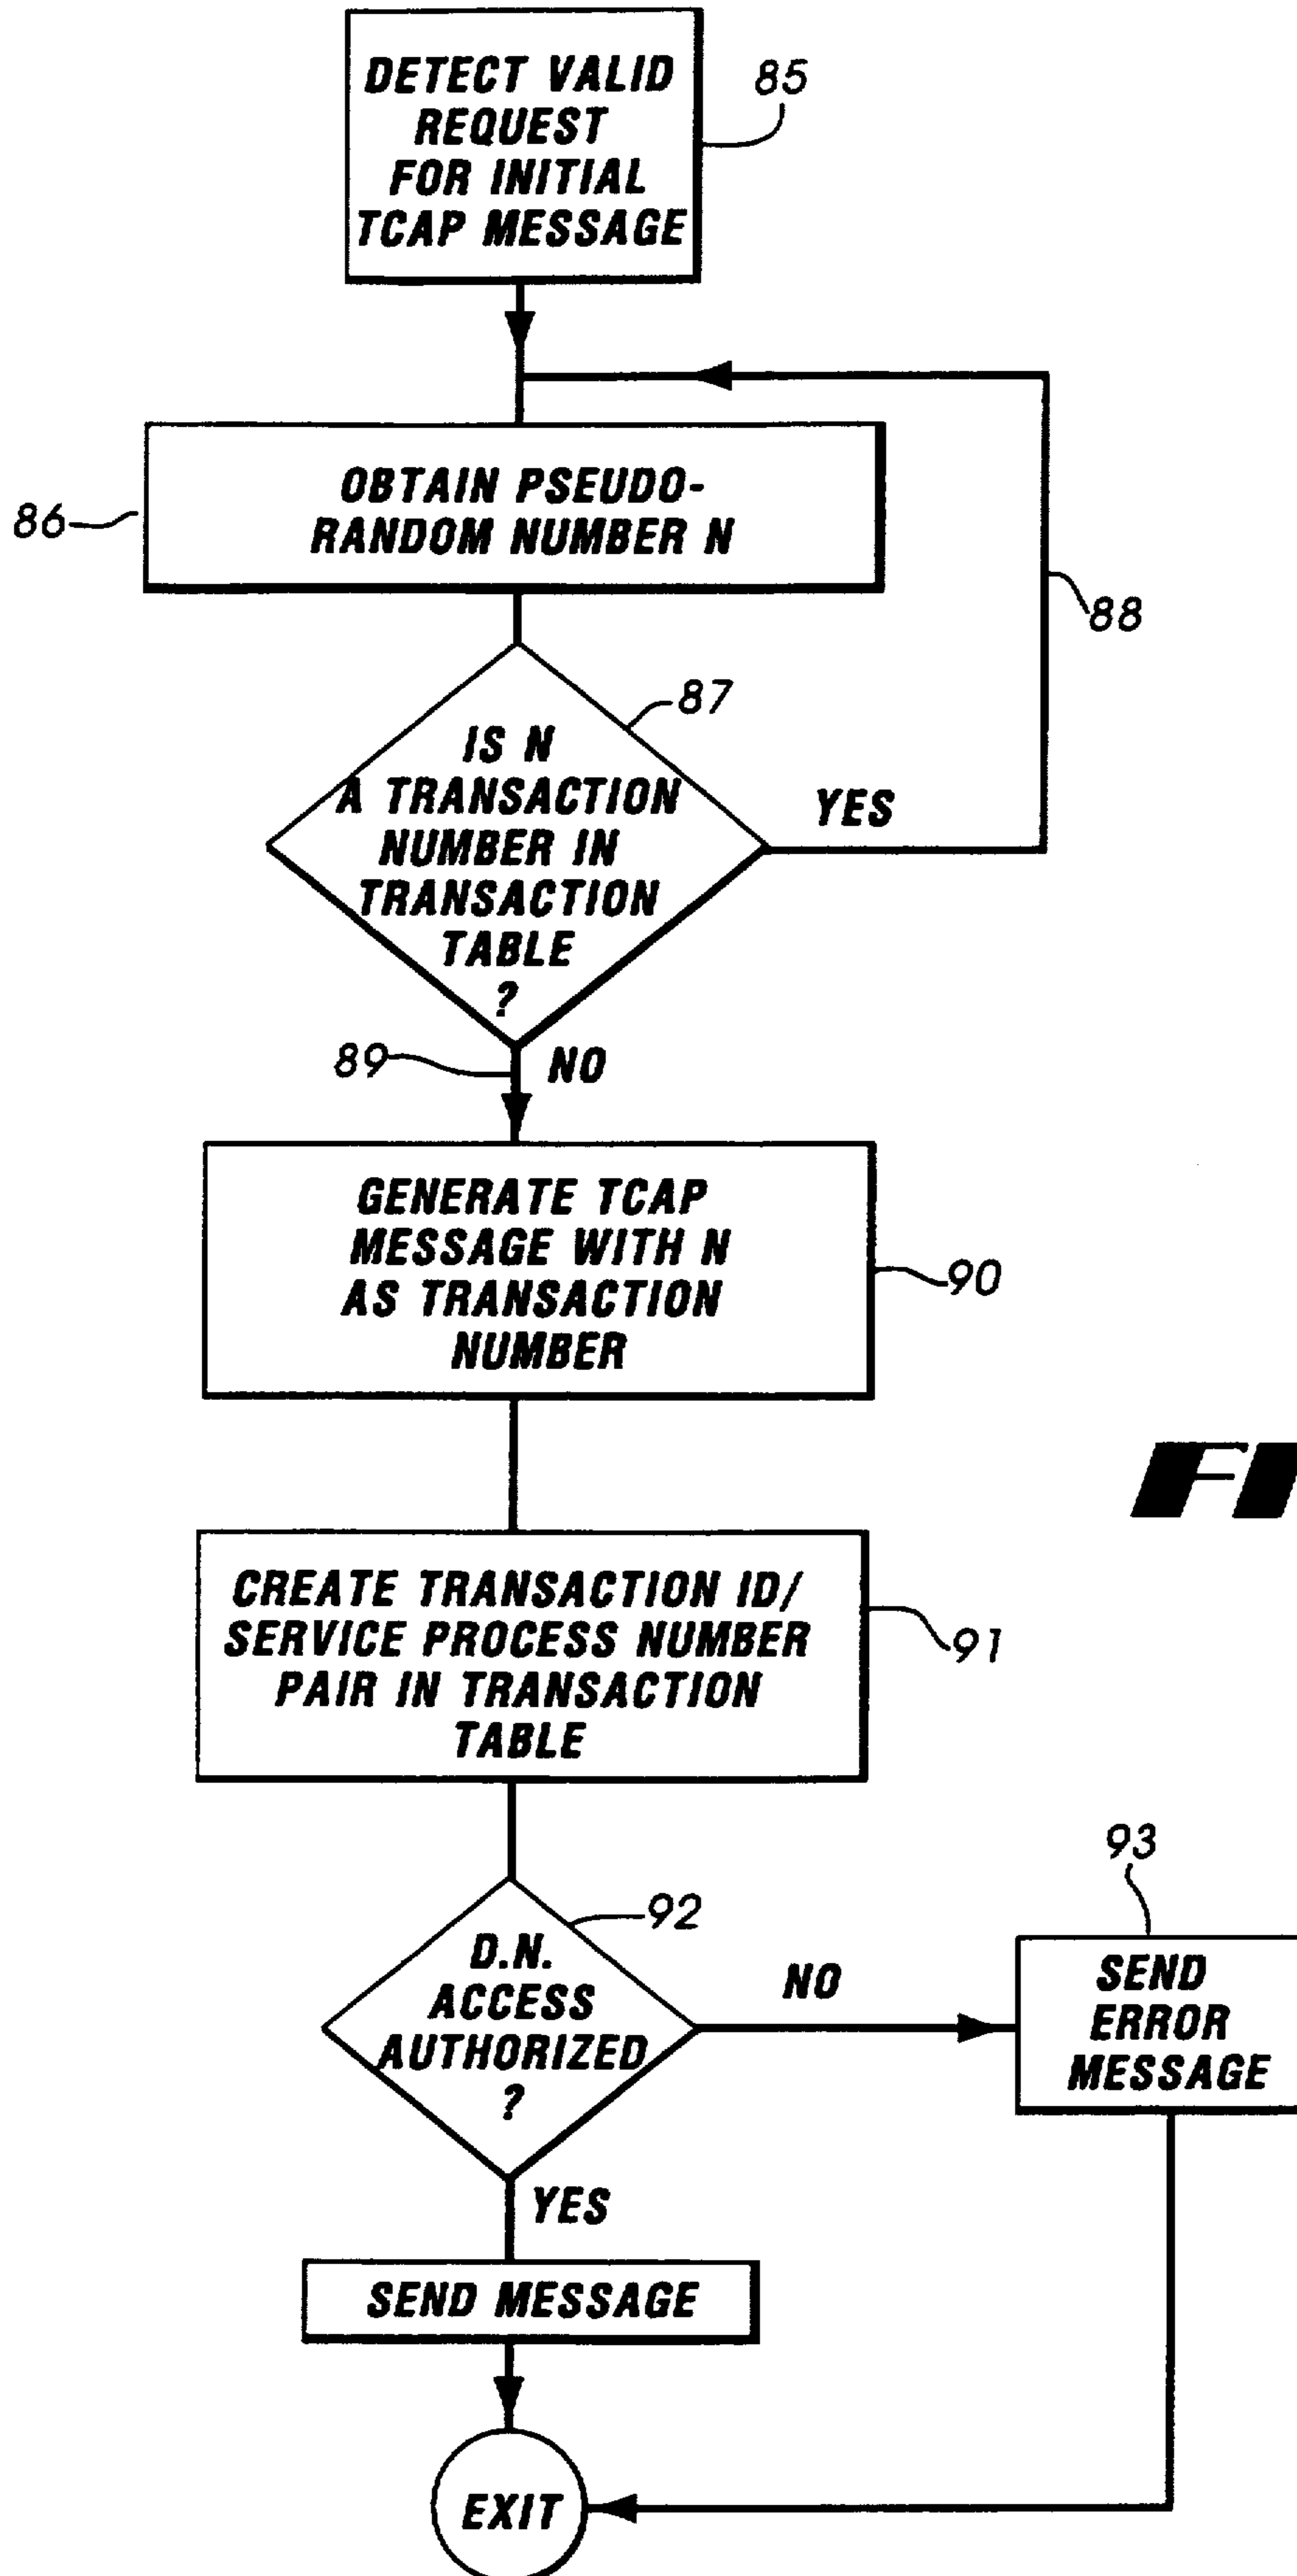 DETECT VALID
REQUEST
FOR INITIAL
TCAP MESSAGE
85
86
OBTAIN PSEUDO-
RANDOM NUMBER N
88
87
IS N
A TRANSACTION
NUMBER IN
TRANSACTION
TABLE
?
YES
89
NO
GENERATE TCAP
MESSAGE WITH N
AS TRANSACTION
NUMBER
90
FI
CREATE TRANSACTION ID/
SERVICE PROCESS NUMBER
PAIR IN TRANSACTION
TABLE
91
92
D.N.
ACCESS
AUTHORIZED
?
NO
93
SEND
ERROR
MESSAGE
YES
SEND MESSAGE
EXIT